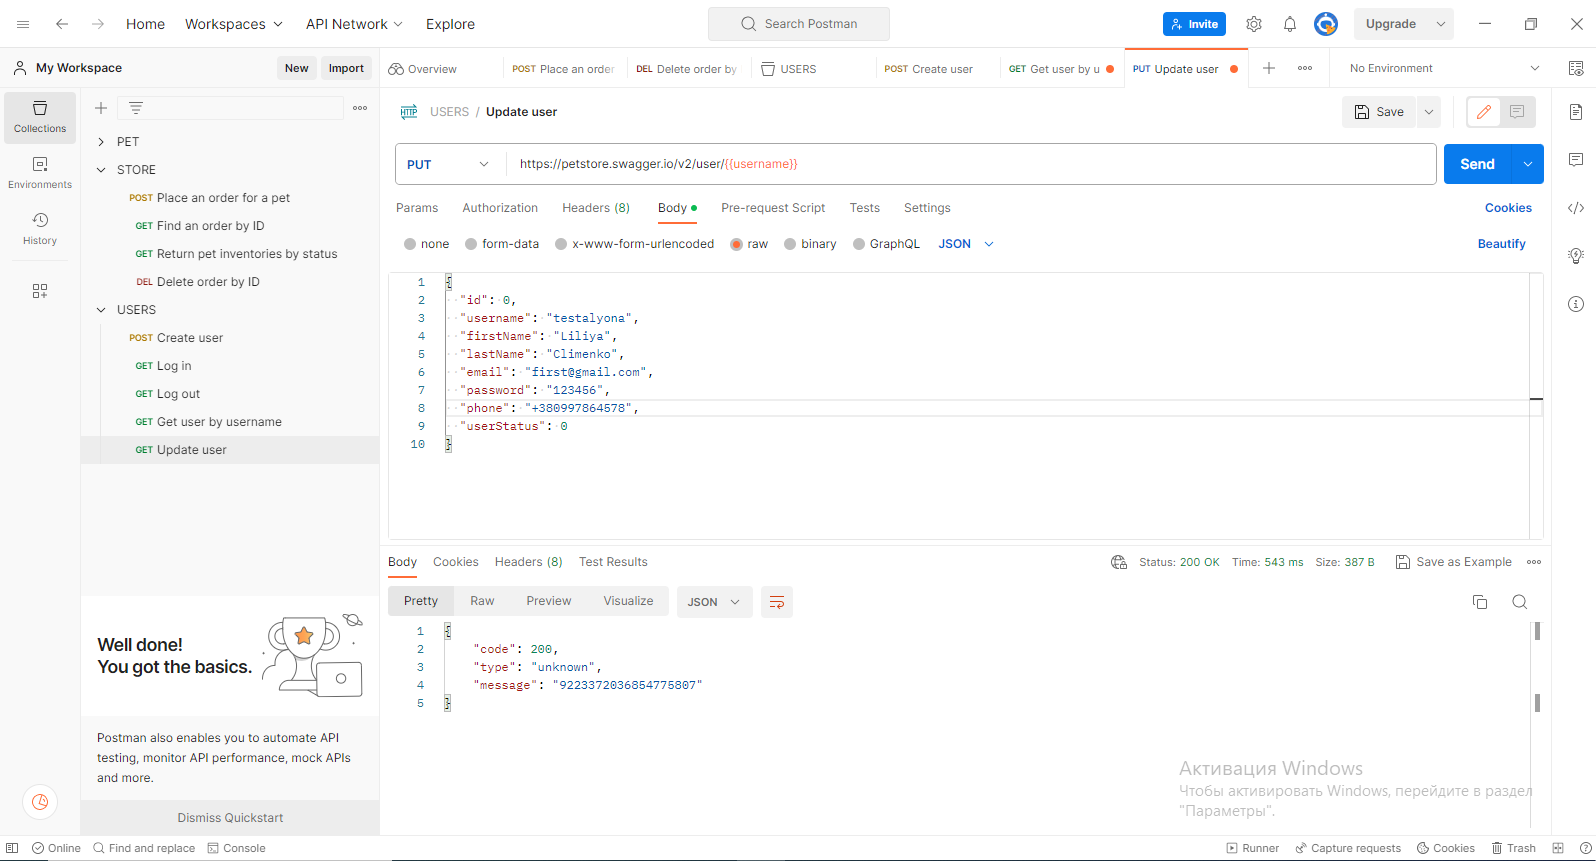 Home Workspaces API Network Explore Search Postman Invite Upgrade
My Workspace New Import Overview POST Place an order DEL Delete order by USERS POST Create user GET Get user by u PUT Update user No Environment
Collections
Environments
History
PET
STORE
POST Place an order for a pet
GET Find an order by ID
GET Return pet inventories by status
DEL Delete order by ID
USERS
POST Create user
GET Log in
GET Log out
GET Get user by username
GET Update user
Well done!
You got the basics.
Postman also enables you to automate API
testing, monitor API performance, mock APIs
and more.
Dismiss Quickstart
HTTP USERS / Update user Save
PUT https://petstore.swagger.io/v2/user/{{username}} Send
Params Authorization Headers (8) Body Pre-request Script Tests Settings Cookies
none form-data x-www-form-urlencoded raw binary GraphQL JSON Beautify
1 {
2 "id": 0,
3 "username": "testalyona",
4 "firstName": "Liliya",
5 "lastName": "Climenko",
6 "email": "first@gmail.com",
7 "password": "123456",
8 "phone": "+380997864578",
9 "userStatus": 0
10 }
Body Cookies Headers (8) Test Results Status: 200 OK Time: 543 ms Size: 387 B Save as Example
Pretty Raw Preview Visualize JSON
1 {
2 "code": 200,
3 "type": "unknown",
4 "message": "9223372036854775807"
5 }
Активация Windows
Чтобы активировать Windows, перейдите в раздел
"Параметры".
Online Find and replace Console Runner Capture requests Cookies Trash